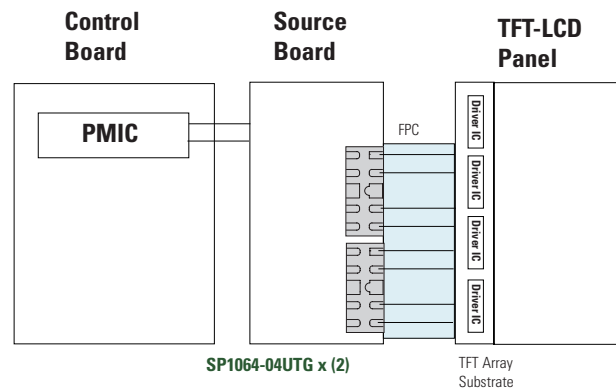 Control
Board
Source
Board
TFT-LCD
Panel
PMIC
FPC
Driver IC
Driver IC
Driver IC
Driver IC
SP1064-04UTG x (2)
TFT Array
Substrate